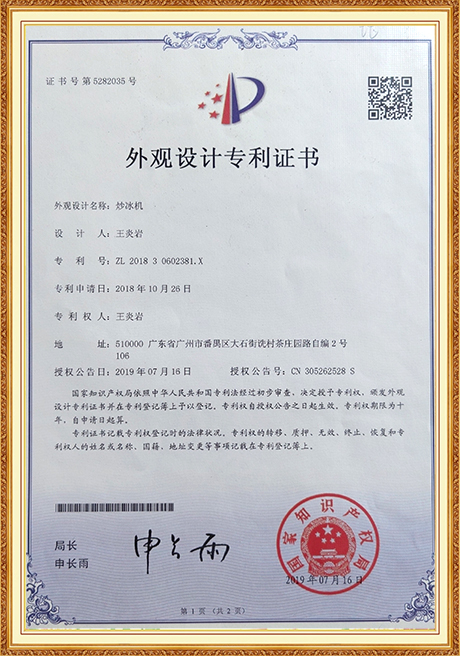 证书号第5282035号
外观设计专利证书
外观设计名称：炒冰机
设计人：王炎岩
专利号：ZL 2018 3 0602381.X
专利申请日：2018年10月26日
专利权人：王炎岩
地址：510000 广东省广州市番禺区大石街冼村茶庄园路自编2号
106
授权公告日：2019年07月16日 授权公告号：CN 305262528 S
国家知识产权局依照中华人民共和国专利法经过初步审查，决定授予专利权，颁发外观
设计专利证书并在专利登记簿上予以登记。专利权自授权公告之日起生效。专利权期限为十
年，自申请日起算。
专利证书记载专利权登记时的法律状况。专利权的转移、质押、无效、终止、恢复和专
利权人的姓名或名称、国籍、地址变更等事项记载在专利登记簿上。
局长
申长雨
申长雨
国家知识产权局
2019年07月16日
第1页（共2页）